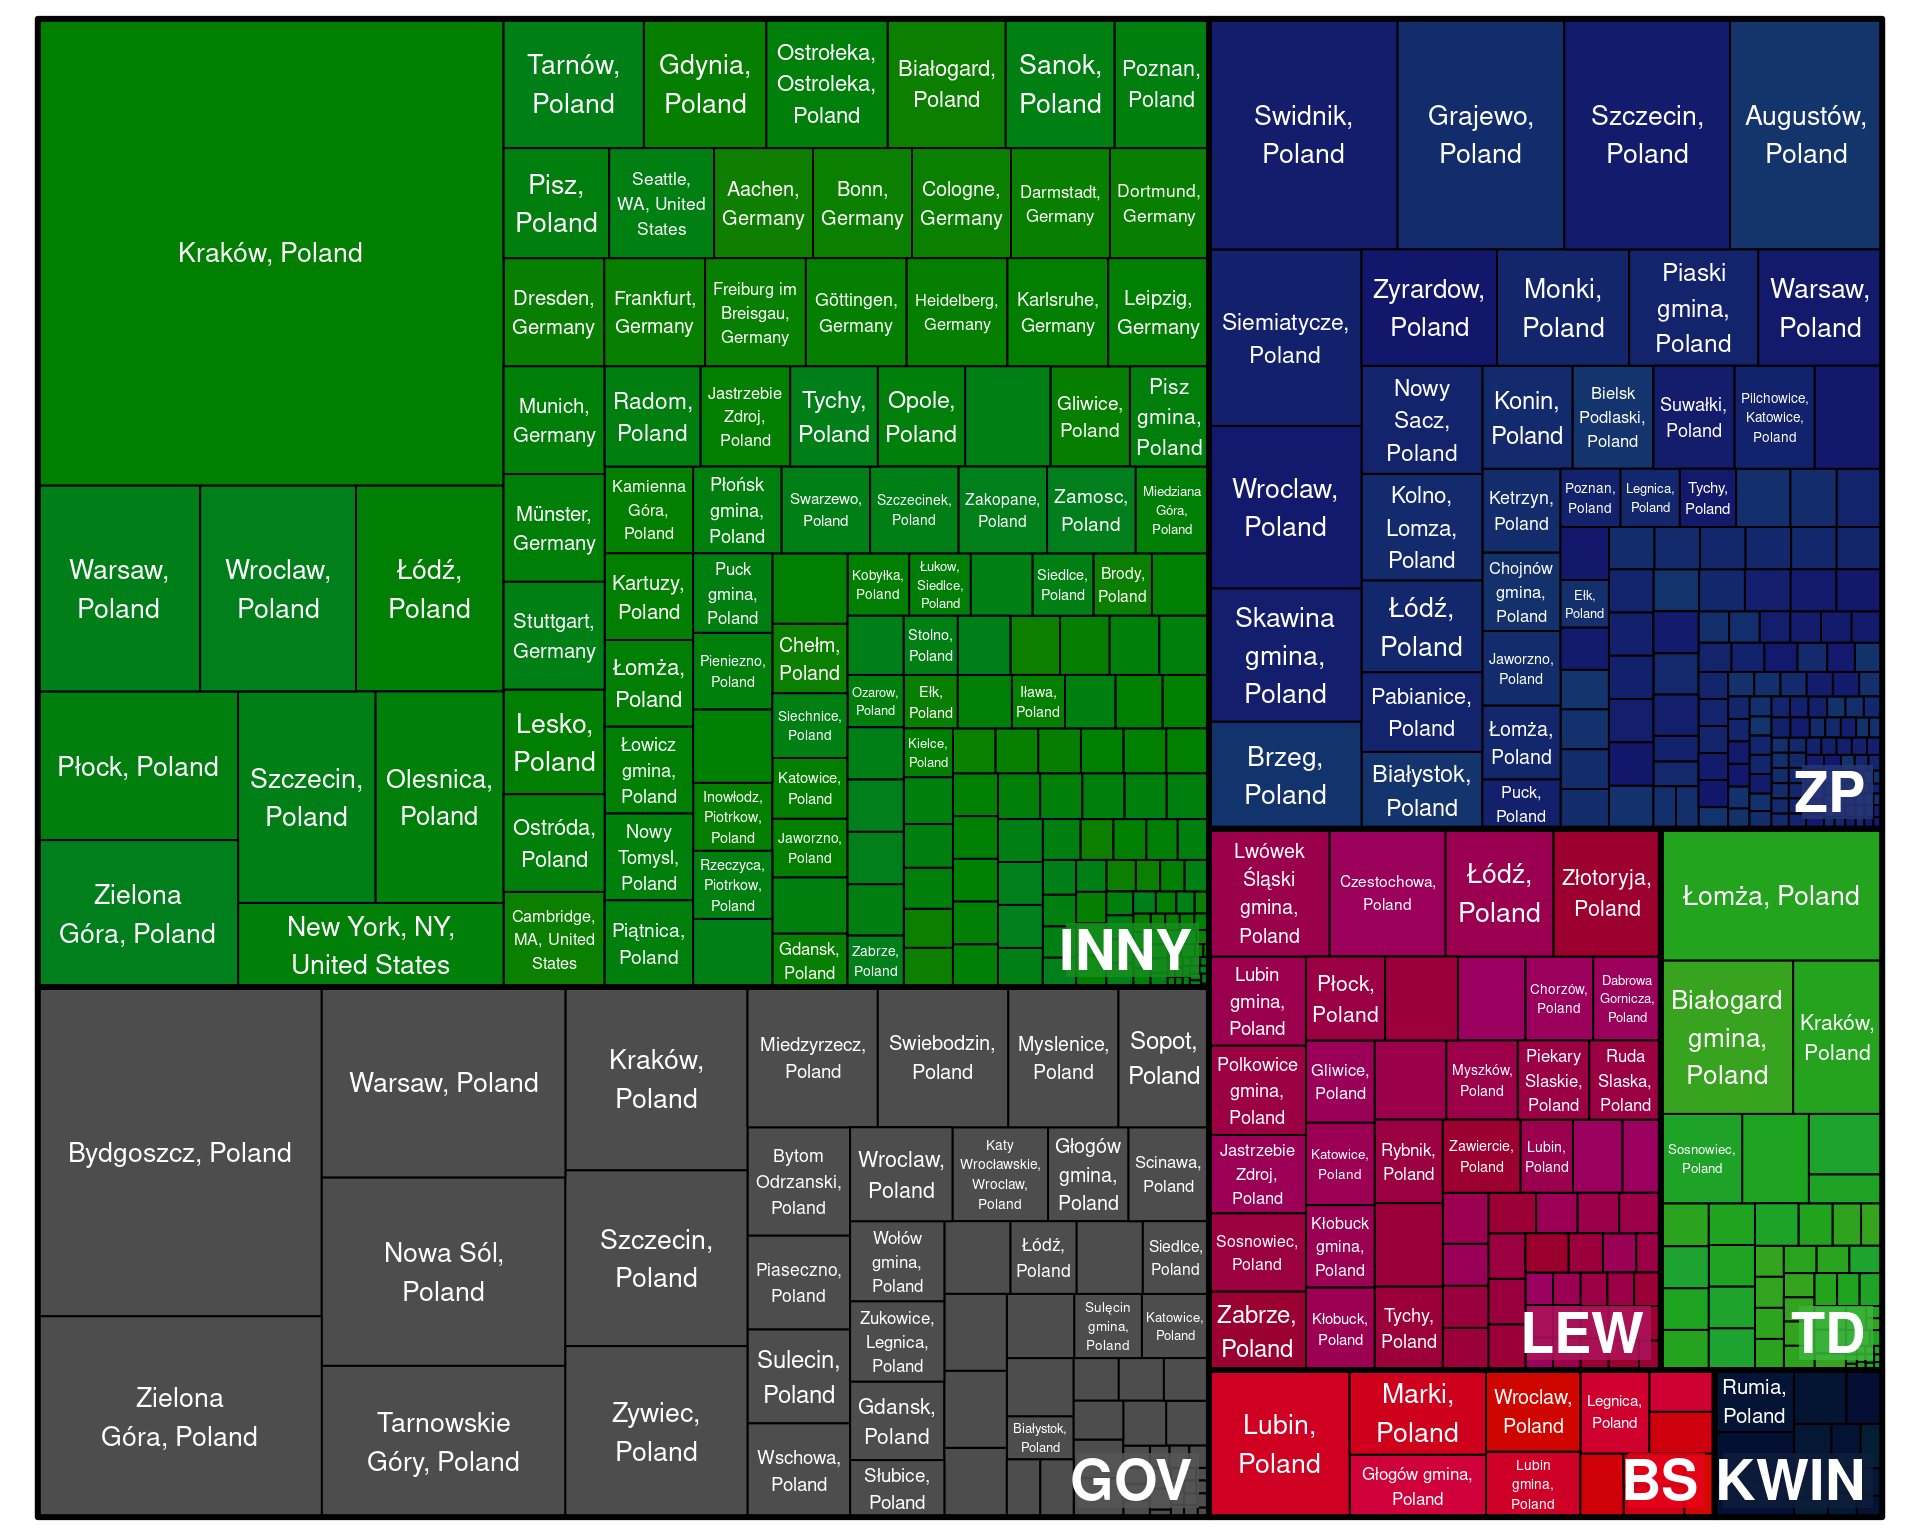 Kraków, Poland
Warsaw,
Poland
Wroclaw,
Poland
Łódź,
Poland
Płock, Poland
Zielona
Góra, Poland
Szczecin,
Poland
Olesnica,
Poland
New York, NY,
United States
Tarnów,
Poland
Gdynia,
Poland
Ostrołeka,
Ostroleka,
Poland
Białogard,
Poland
Sanok,
Poland
Poznan,
Poland
Pisz,
Poland
Seattle,
WA, United
States
Aachen,
Germany
Bonn,
Germany
Cologne,
Germany
Darmstadt,
Germany
Dortmund,
Germany
Dresden,
Germany
Frankfurt,
Germany
Freiburg im
Breisgau,
Germany
Göttingen,
Germany
Heidelberg,
Germany
Karlsruhe,
Germany
Leipzig,
Germany
Munich,
Germany
Münster,
Germany
Stuttgart,
Germany
Lesko,
Poland
Ostróda,
Poland
Cambridge,
MA, United
States
Radom,
Poland
Jastrzebie
Zdroj,
Poland
Tychy,
Poland
Opole,
Poland
Gliwice,
Poland
Pisz
gmina,
Poland
Kamienna
Góra,
Poland
Płońsk
gmina,
Poland
Swarzewo,
Poland
Szczecinek,
Poland
Zakopane,
Poland
Zamosc,
Poland
Miedziana
Góra,
Poland
Kartuzy,
Poland
Łomża,
Poland
Łowicz
gmina,
Poland
Nowy
Tomysl,
Poland
Piątnica,
Poland
Puck
gmina,
Poland
Pieniezno,
Poland
Inowłodz,
Piotrkow,
Poland
Rzeczyca,
Piotrkow,
Poland
Chełm,
Poland
Siechnice,
Poland
Katowice,
Poland
Jaworzno,
Poland
Gdansk,
Poland
Kobyłka,
Poland
Łukow,
Siedlce,
Poland
Siedlce,
Poland
Brody,
Poland
Stolno,
Poland
Ozarow,
Poland
Ełk,
Poland
Iława,
Poland
Kielce,
Poland
Zabrze,
Poland
INNY
Swidnik,
Poland
Grajewo,
Poland
Szczecin,
Poland
Augustów,
Poland
Siemiatycze,
Poland
Wroclaw,
Poland
Skawina
gmina,
Poland
Brzeg,
Poland
Zyrardow,
Poland
Monki,
Poland
Piaski
gmina,
Poland
Warsaw,
Poland
Nowy
Sacz,
Poland
Kolno,
Lomza,
Poland
Łódź,
Poland
Pabianice,
Poland
Białystok,
Poland
Konin,
Poland
Bielsk
Podlaski,
Poland
Suwałki,
Poland
Pilchowice,
Katowice,
Poland
Ketrzyn,
Poland
Chojnów
gmina,
Poland
Jaworzno,
Poland
Łomża,
Poland
Puck,
Poland
Poznan,
Poland
Legnica,
Poland
Tychy,
Poland
Ełk,
Poland
ZP
Bydgoszcz, Poland
Zielona
Góra, Poland
Warsaw, Poland
Nowa Sól,
Poland
Tarnowskie
Góry, Poland
Kraków,
Poland
Szczecin,
Poland
Zywiec,
Poland
Miedzyrzecz,
Poland
Swiebodzin,
Poland
Myslenice,
Poland
Sopot,
Poland
Bytom
Odrzanski,
Poland
Piaseczno,
Poland
Sulecin,
Poland
Wschowa,
Poland
Wroclaw,
Poland
Katy
Wrocławskie,
Wroclaw,
Poland
Głogów
gmina,
Poland
Scinawa,
Poland
Wołów
gmina,
Poland
Zukowice,
Legnica,
Poland
Gdansk,
Poland
Słubice,
Poland
Łódź,
Poland
Siedlce,
Poland
Sulęcin
gmina,
Poland
Katowice,
Poland
Białystok,
Poland
GOV
Lwówek
Śląski
gmina,
Poland
Czestochowa,
Poland
Łódź,
Poland
Złotoryja,
Poland
Lubin
gmina,
Poland
Polkowice
gmina,
Poland
Jastrzebie
Zdroj,
Poland
Sosnowiec,
Poland
Zabrze,
Poland
Płock,
Poland
Chorzów,
Poland
Dabrowa
Gornicza,
Poland
Gliwice,
Poland
Katowice,
Poland
Kłobuck
gmina,
Poland
Kłobuck,
Poland
Myszków,
Poland
Piekary
Slaskie,
Poland
Ruda
Slaska,
Poland
Rybnik,
Poland
Zawiercie,
Poland
Lubin,
Poland
Tychy,
Poland
LEW
Łomża, Poland
Białogard
gmina,
Poland
Kraków,
Poland
Sosnowiec,
Poland
TD
Lubin,
Poland
Marki,
Poland
Głogów gmina,
Poland
Wroclaw,
Poland
Lubin
gmina,
Poland
Legnica,
Poland
BS
Rumia,
Poland
KWIN